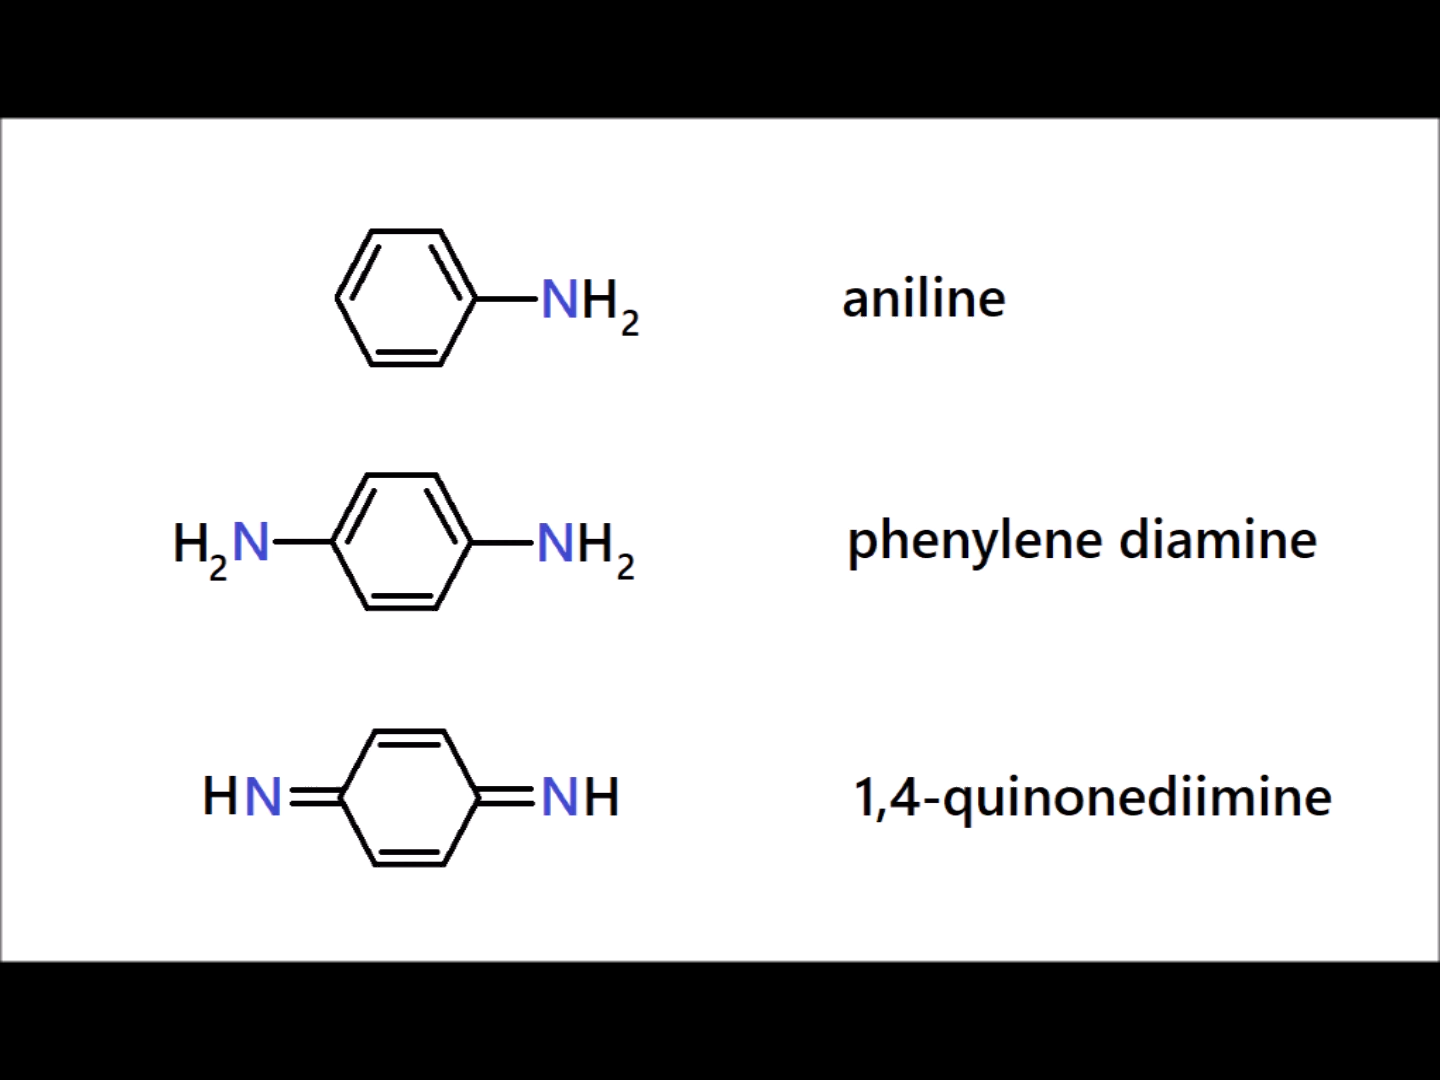 NH₂ aniline
H₂N NH₂ phenylene diamine
HN NH 1,4-quinonediimine